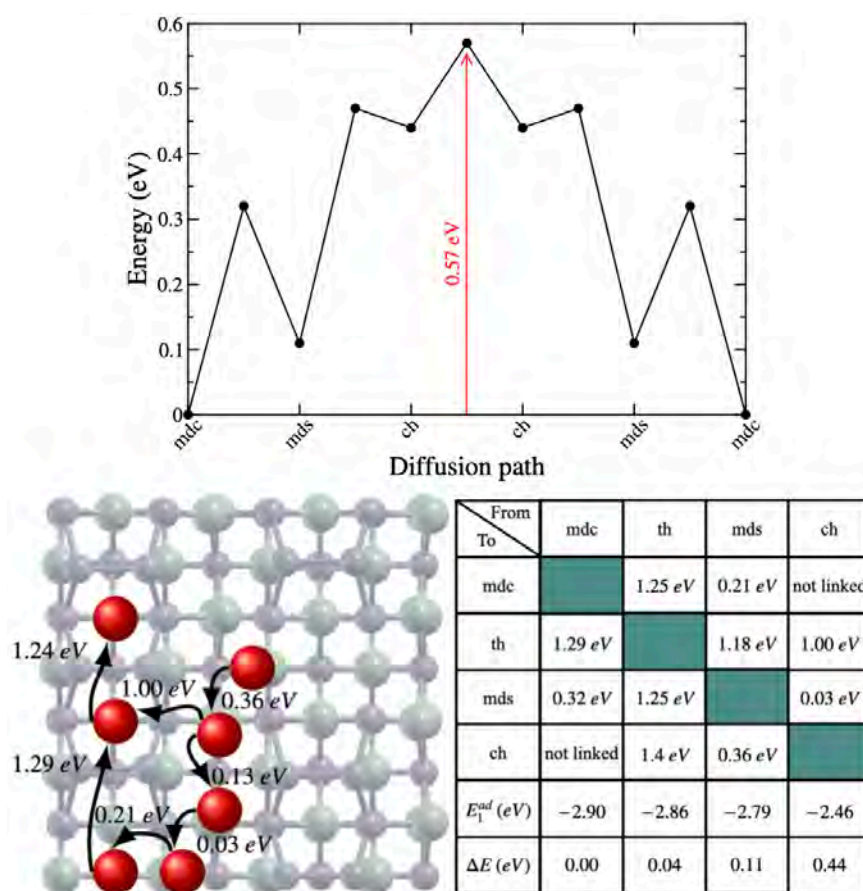 0.6
0.5
0.4
0.3
0.2
0.1
0
Energy (eV)
0.57 eV
mdc
mds
ch
ch
mds
mdc
Diffusion path
1.24 eV
1.00 eV
0.36 eV
1.29 eV
0.13 eV
0.21 eV
0.03 eV
From To mdc th mds ch
mdc 1.25 eV 0.21 eV not linked
th 1.29 eV 1.18 eV 1.00 eV
mds 0.32 eV 1.25 eV 0.03 eV
ch not linked 1.4 eV 0.36 eV
E₁ᵃᵈ (eV) −2.90 −2.86 −2.79 −2.46
ΔE (eV) 0.00 0.04 0.11 0.44